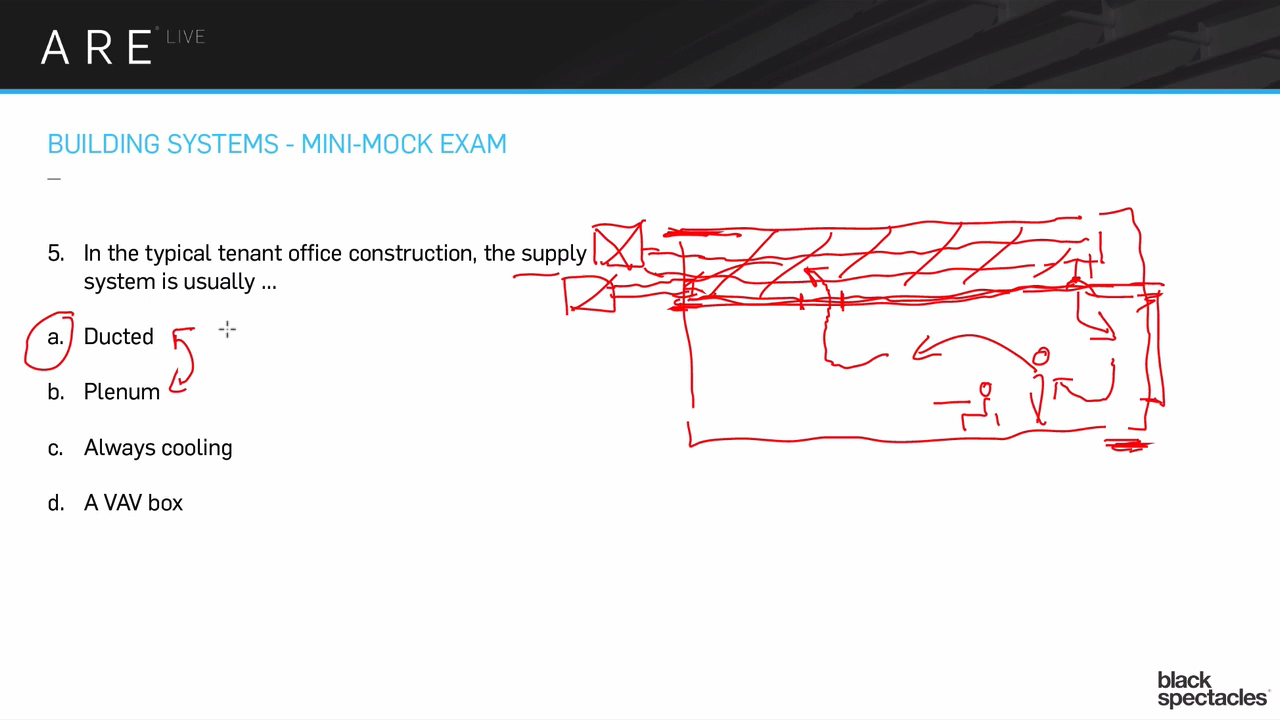 ARE® LIVE
BUILDING SYSTEMS - MINI-MOCK EXAM
5. In the typical tenant office construction, the supply
system is usually ...
a. Ducted
b. Plenum
c. Always cooling
d. A VAV box
black
spectacles